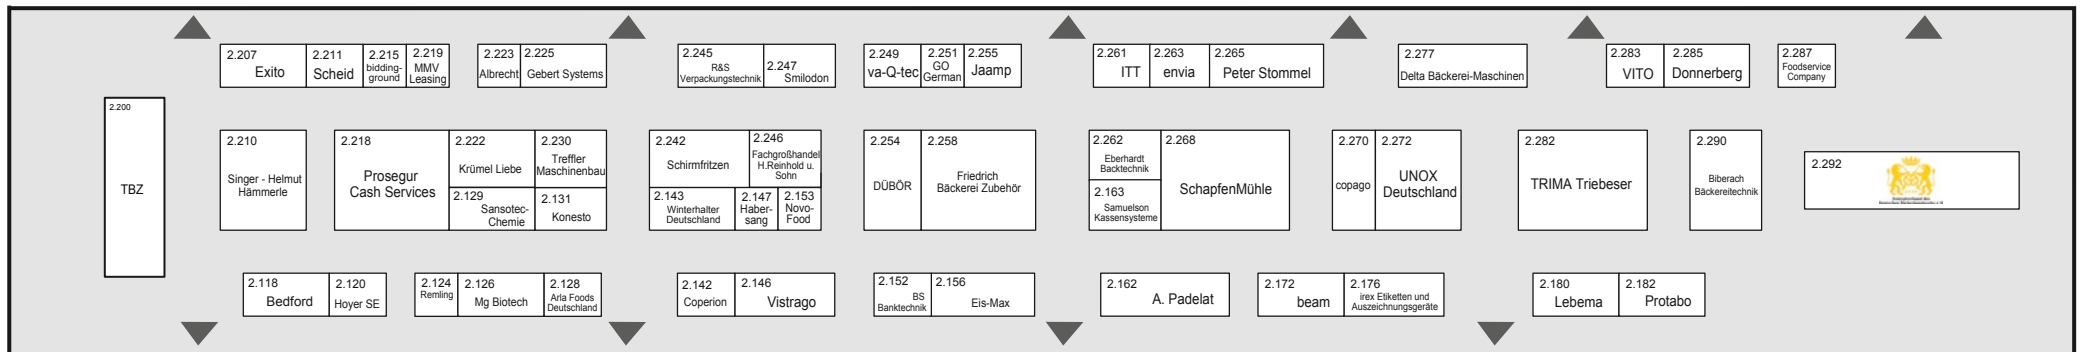 2.207
Exito
2.211
Scheid
2.215
bidding-
ground
2.219
MMV
Leasing
2.223
Albrecht
2.225
Gebert Systems
2.245
R&S
Verpackungstechnik
2.247
Smilodon
2.249
va-Q-tec
2.251
GO
German
2.255
Jaamp
2.261
ITT
2.263
envia
2.265
Peter Stommel
2.277
Delta Bäckerei-Maschinen
2.283
VITO
2.285
Donnerberg
2.287
Foodservice
Company
2.200
TBZ
2.210
Singer - Helmut
Hämmerle
2.218
Prosegur
Cash Services
2.222
Krümel Liebe
2.230
Treffler
Maschinenbau
2.129
Sansotec-
Chemie
2.131
Konesto
2.242
Schirmfritzen
2.246
Fachgroßhandel
H.Reinhold u.
Sohn
2.143
Winterhalter
Deutschland
2.147
Haber-
sang
2.153
Novo-
Food
2.254
DÜBÖR
2.258
Friedrich
Bäckerei Zubehör
2.262
Eberhardt
Backtechnik
2.163
Samuelson
Kassensysteme
2.268
SchapfenMühle
2.270
copago
2.272
UNOX
Deutschland
2.282
TRIMA Triebeser
2.290
Biberach
Bäckereitechnik
2.292
2.118
Bedford
2.120
Hoyer SE
2.124
Remling
2.126
Mg Biotech
2.128
Arla Foods
Deutschland
2.142
Coperion
2.146
Vistrago
2.152
BS
Banktechnik
2.156
Eis-Max
2.162
A. Padelat
2.172
beam
2.176
irex Etiketten und
Auszeichnungsgeräte
2.180
Lebema
2.182
Protabo